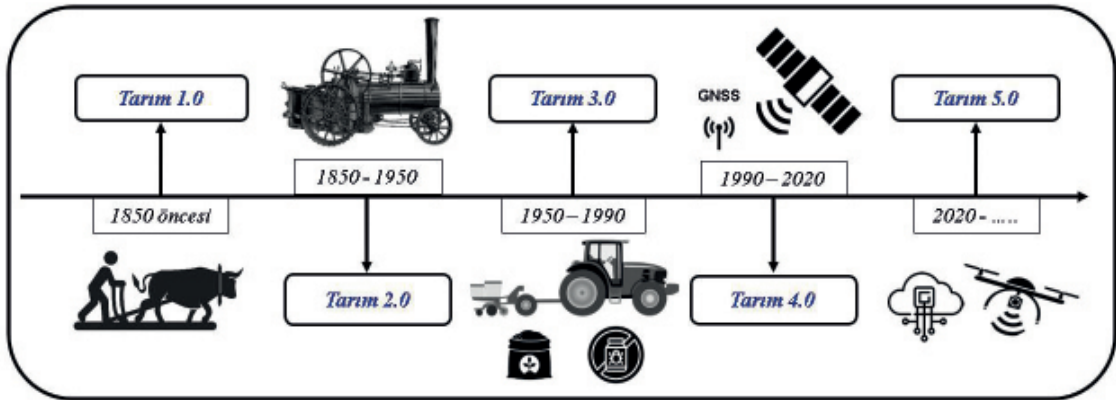 Tarım 1.0
Tarım 3.0
GNSS
Tarım 5.0
1850 - 1950
1990 – 2020
1850 öncesi
1950 – 1990
2020 - .....
Tarım 2.0
Tarım 4.0